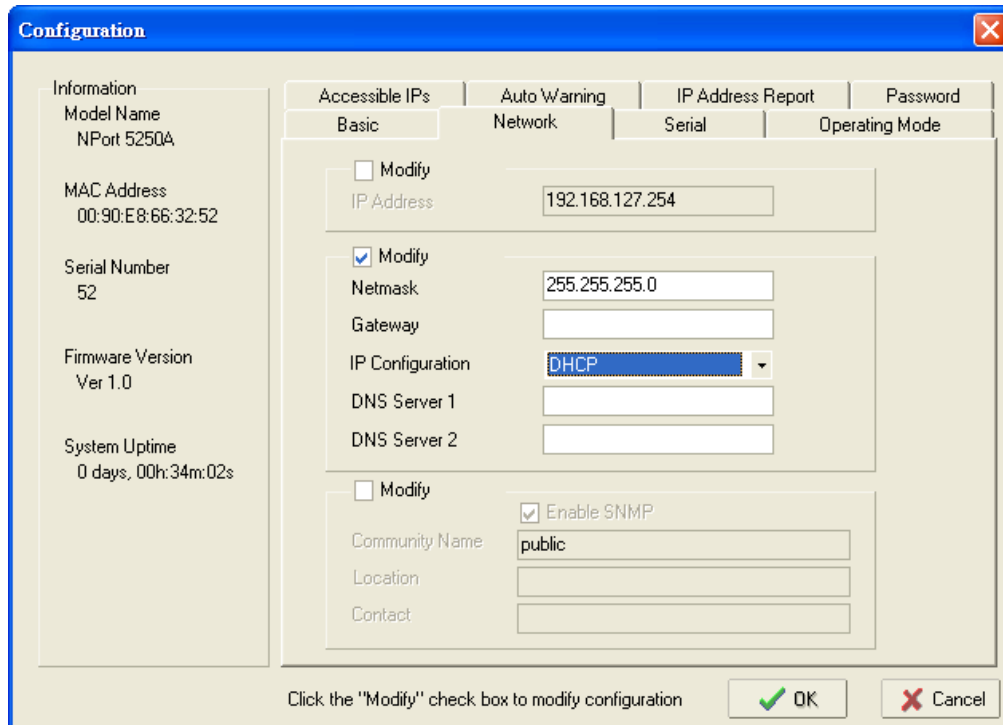 Configuration
Information
Model Name
NPort 5250A
MAC Address
00:90:E8:66:32:52
Serial Number
52
Firmware Version
Ver 1.0
System Uptime
0 days, 00h:34m:02s
Accessible IPs Auto Warning IP Address Report Password
Basic Network Serial Operating Mode
Modify
IP Address 192.168.127.254
Modify
Netmask 255.255.255.0
Gateway
IP Configuration DHCP
DNS Server 1
DNS Server 2
Modify
Enable SNMP
Community Name public
Location
Contact
Click the "Modify" check box to modify configuration OK Cancel